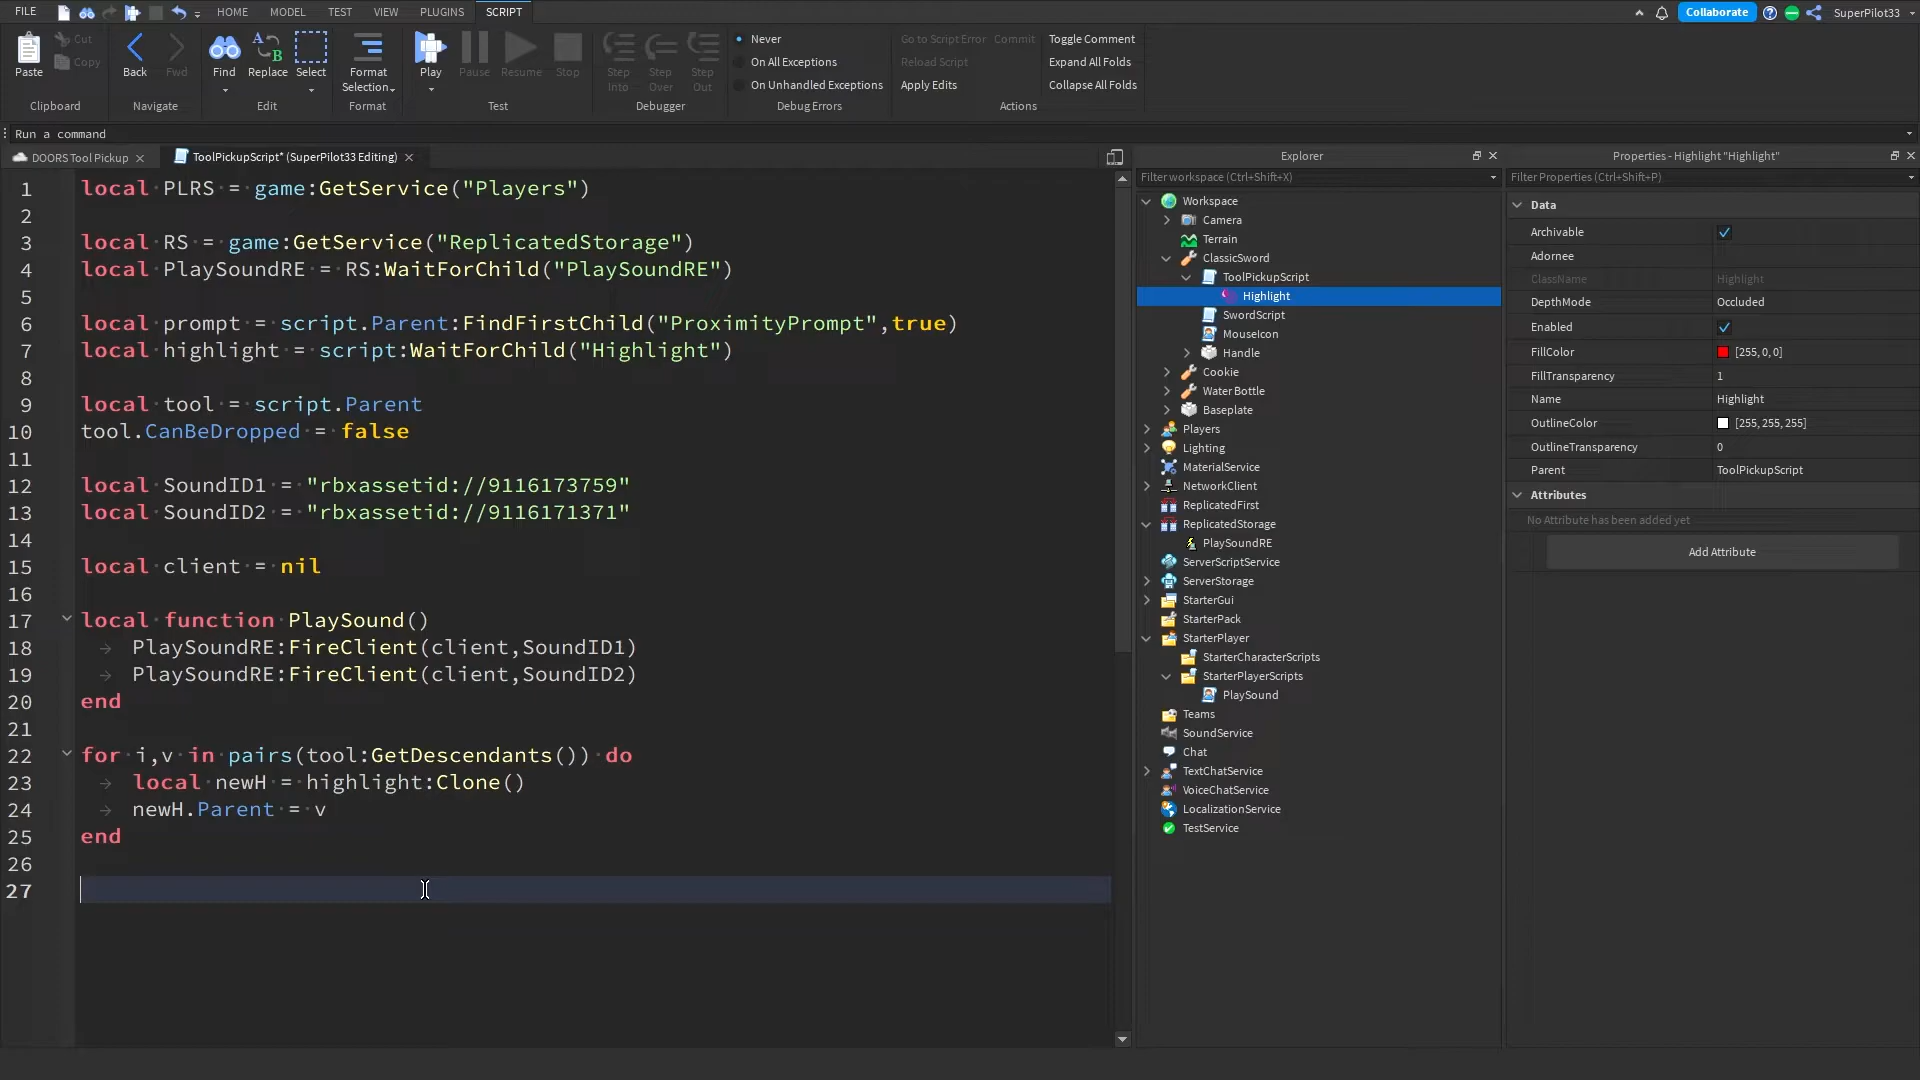 FILE HOME MODEL TEST VIEW PLUGINS SCRIPT Collaborate SuperPilot33
Paste Cut Copy Back Fwd Find Replace Select Format Selection Play Pause Resume Stop Step Into Step Over Step Out
Never
On All Exceptions
On Unhandled Exceptions
Go to Script Error Commit
Reload Script
Apply Edits
Toggle Comment
Expand All Folds
Collapse All Folds
Clipboard Navigate Edit Format Test Debugger Debug Errors Actions
Run a command
DOORS Tool Pickup ToolPickupScript* (SuperPilot33 Editing)
1 local PLRS = game:GetService("Players")
2
3 local RS = game:GetService("ReplicatedStorage")
4 local PlaySoundRE = RS:WaitForChild("PlaySoundRE")
5
6 local prompt = script.Parent:FindFirstChild("ProximityPrompt",true)
7 local highlight = script:WaitForChild("Highlight")
8
9 local tool = script.Parent
10 tool.CanBeDropped = false
11
12 local SoundID1 = "rbxassetid://9116173759"
13 local SoundID2 = "rbxassetid://9116171371"
14
15 local client = nil
16
17 local function PlaySound()
18 PlaySoundRE:FireClient(client,SoundID1)
19 PlaySoundRE:FireClient(client,SoundID2)
20 end
21
22 for i,v in pairs(tool:GetDescendants()) do
23 local newH = highlight:Clone()
24 newH.Parent = v
25 end
26
27
Explorer
Filter workspace (Ctrl+Shift+X)
Workspace
Camera
Terrain
ClassicSword
ToolPickupScript
Highlight
SwordScript
MouseIcon
Handle
Cookie
Water Bottle
Baseplate
Players
Lighting
MaterialService
NetworkClient
ReplicatedFirst
ReplicatedStorage
PlaySoundRE
ServerScriptService
ServerStorage
StarterGui
StarterPack
StarterPlayer
StarterCharacterScripts
StarterPlayerScripts
PlaySound
Teams
SoundService
Chat
TextChatService
VoiceChatService
LocalizationService
TestService
Properties - Highlight "Highlight"
Filter Properties (Ctrl+Shift+P)
Data
Archivable
Adornee
ClassName Highlight
DepthMode Occluded
Enabled
FillColor [255, 0, 0]
FillTransparency 1
Name Highlight
OutlineColor [255, 255, 255]
OutlineTransparency 0
Parent ToolPickupScript
Attributes
No Attribute has been added yet
Add Attribute